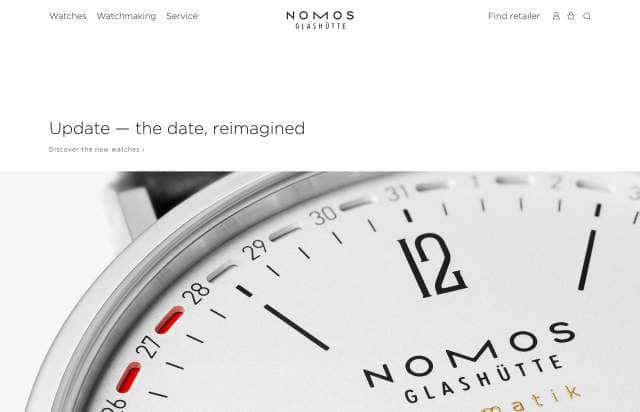 Watches Watchmaking Service
NOMOS
GLASHÜTTE
Find retailer
Update — the date, reimagined
Discover the new watches ›
31 1 2 3
30
29
28
27
26
12
NOMOS
GLASHÜTTE
matik